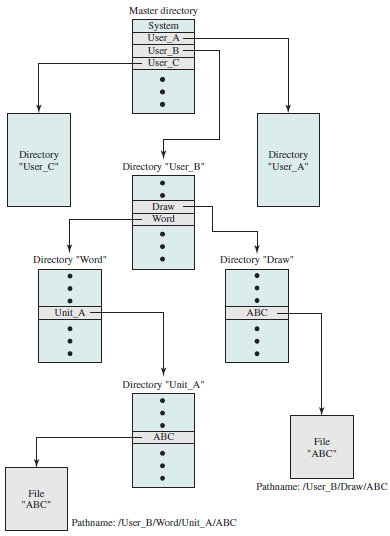 Master directory
System
User_A
User_B
User_C
Directory
"User_C"
Directory
"User_A"
Directory "User_B"
Draw
Word
Directory "Word"
Directory "Draw"
Unit_A
ABC
Directory "Unit_A"
ABC
File
"ABC"
Pathname: /User_B/Draw/ABC
File
"ABC"
Pathname: /User_B/Word/Unit_A/ABC